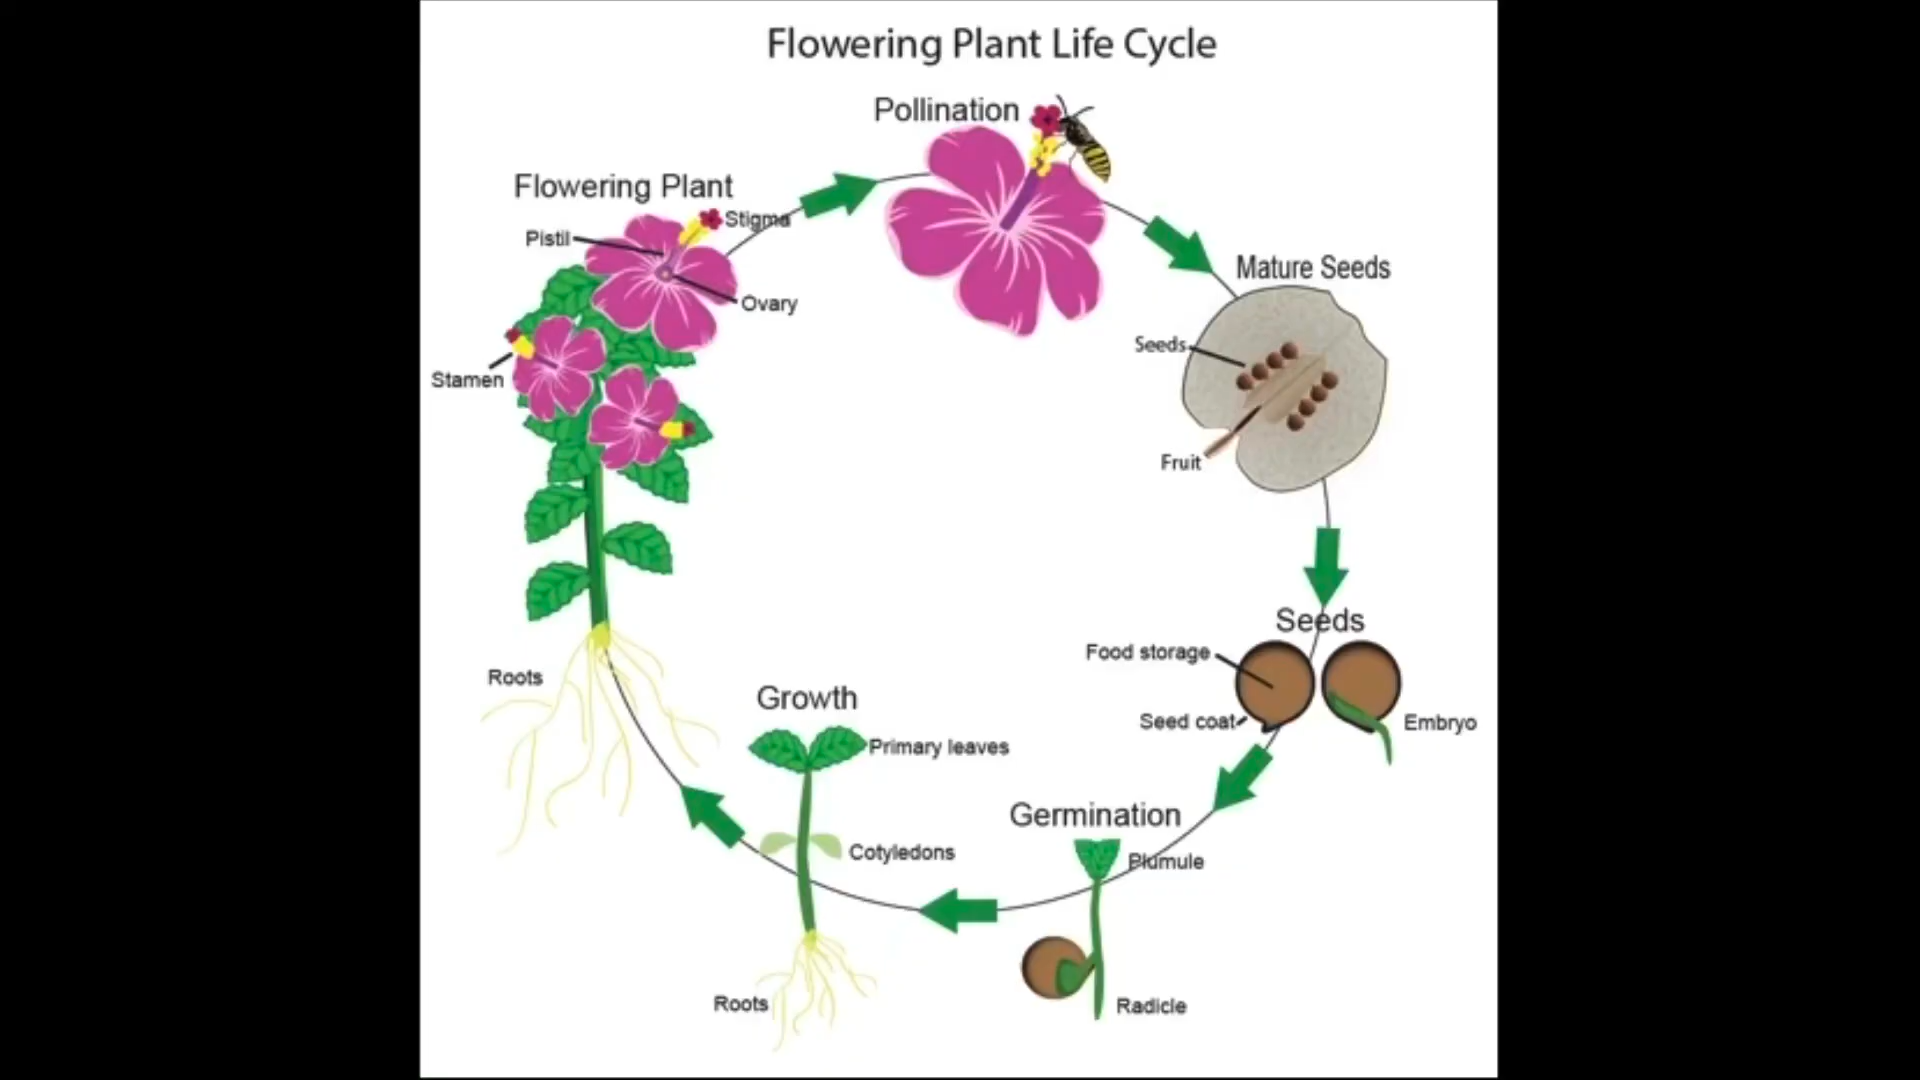 Flowering Plant Life Cycle
Pollination
Flowering Plant
Stigma
Pistil
Ovary
Stamen
Roots
Mature Seeds
Seeds
Fruit
Seeds
Food storage
Seed coat
Embryo
Germination
Plumule
Radicle
Growth
Primary leaves
Cotyledons
Roots